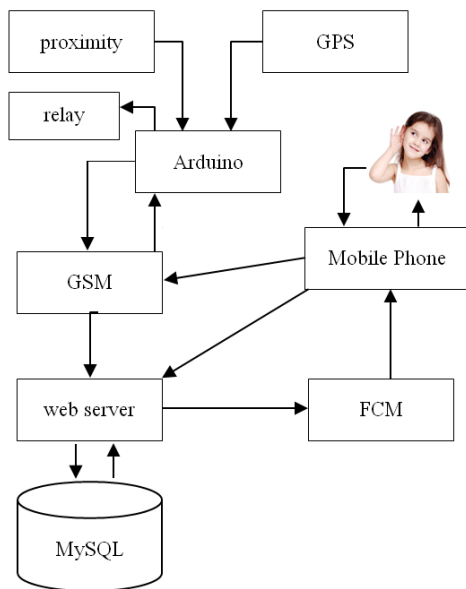 proximity
GPS
relay
Arduino
Mobile Phone
GSM
web server
FCM
MySQL